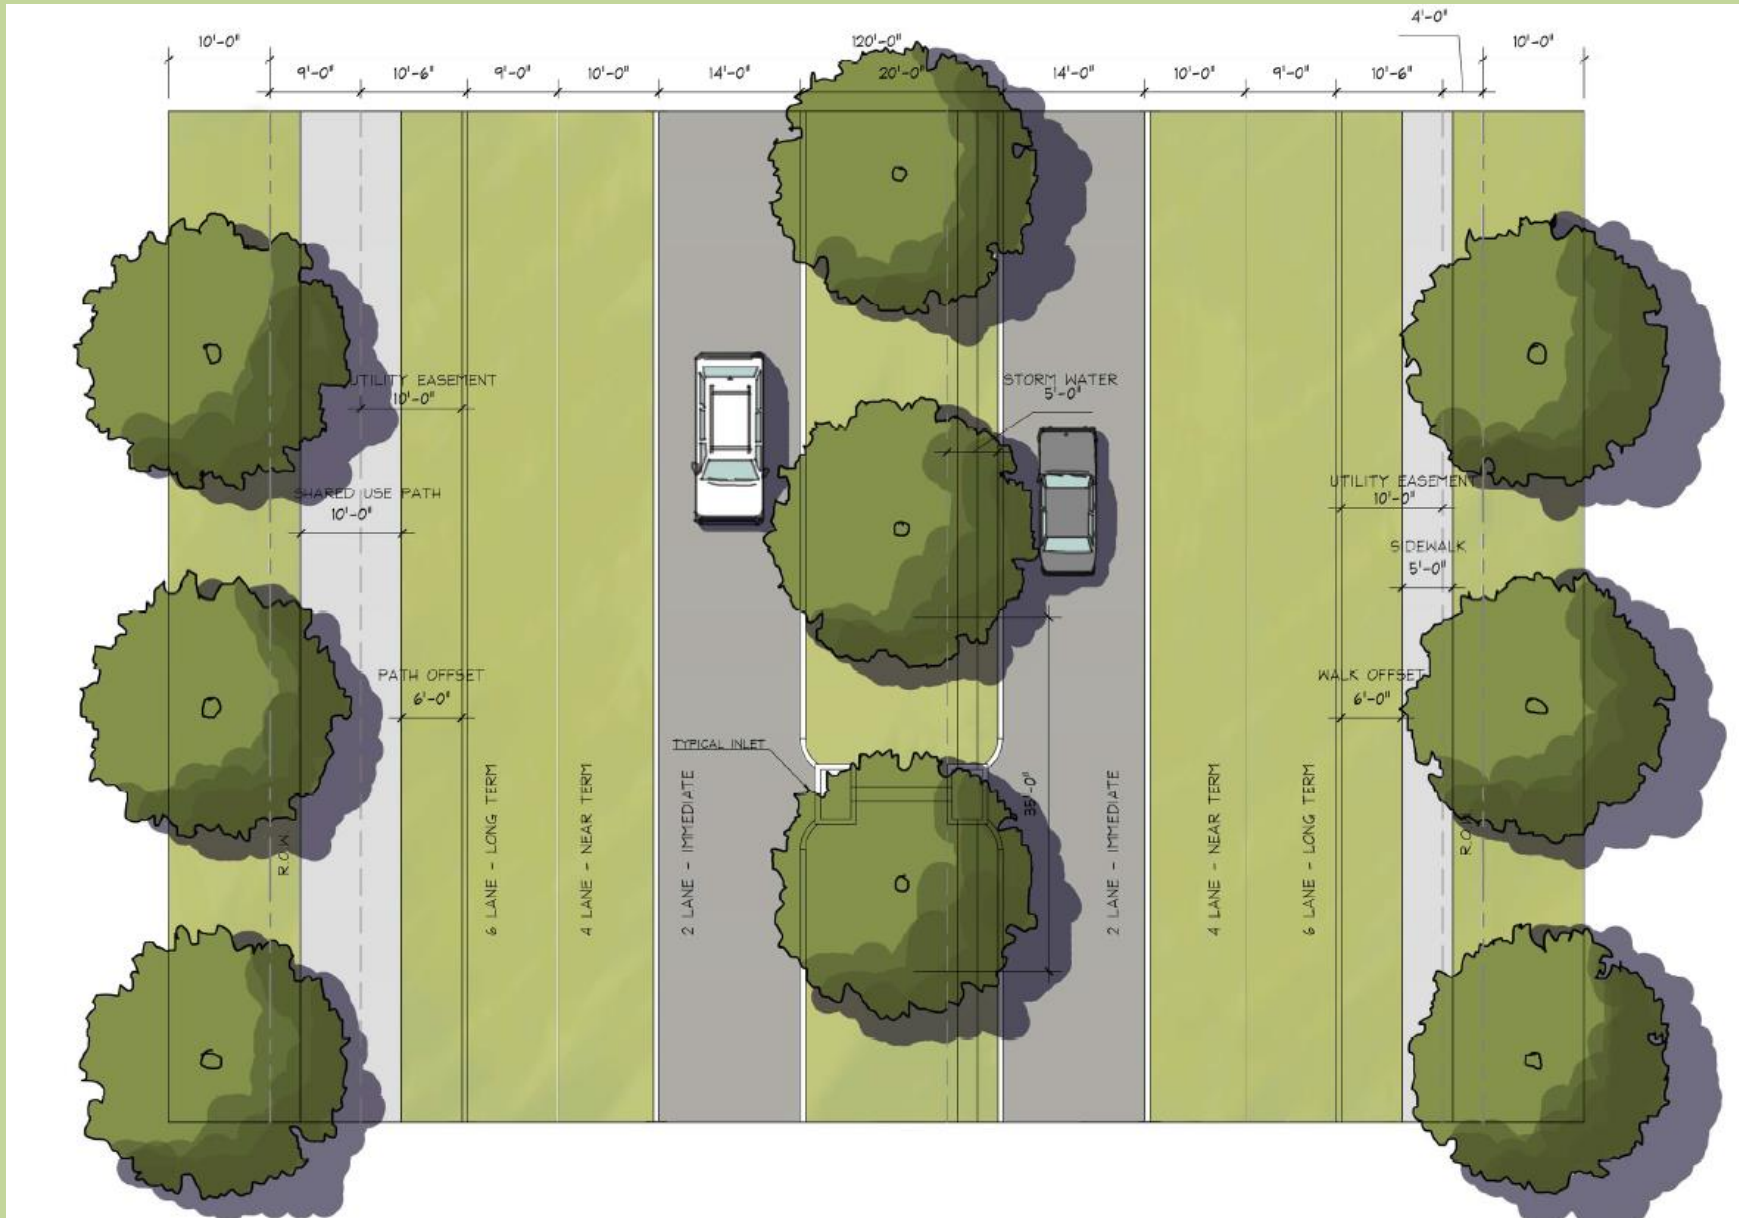 4'-0"
10'-0"
120'-0"
10'-0"
9'-0"
10'-6"
9'-0"
10'-0"
14'-0"
20'-0"
14'-0"
10'-0"
9'-0"
10'-6"
UTILITY EASEMENT
10'-0"
STORM WATER
5'-0"
SHARED USE PATH
10'-0"
UTILITY EASEMENT
10'-0"
SIDEWALK
5'-0"
PATH OFFSET
6'-0"
WALK OFFSET
6'-0"
TYPICAL INLET
35'-0"
R.O.W
6 LANE - LONG TERM
4 LANE - NEAR TERM
2 LANE - IMMEDIATE
2 LANE - IMMEDIATE
4 LANE - NEAR TERM
6 LANE - LONG TERM
R.O.W